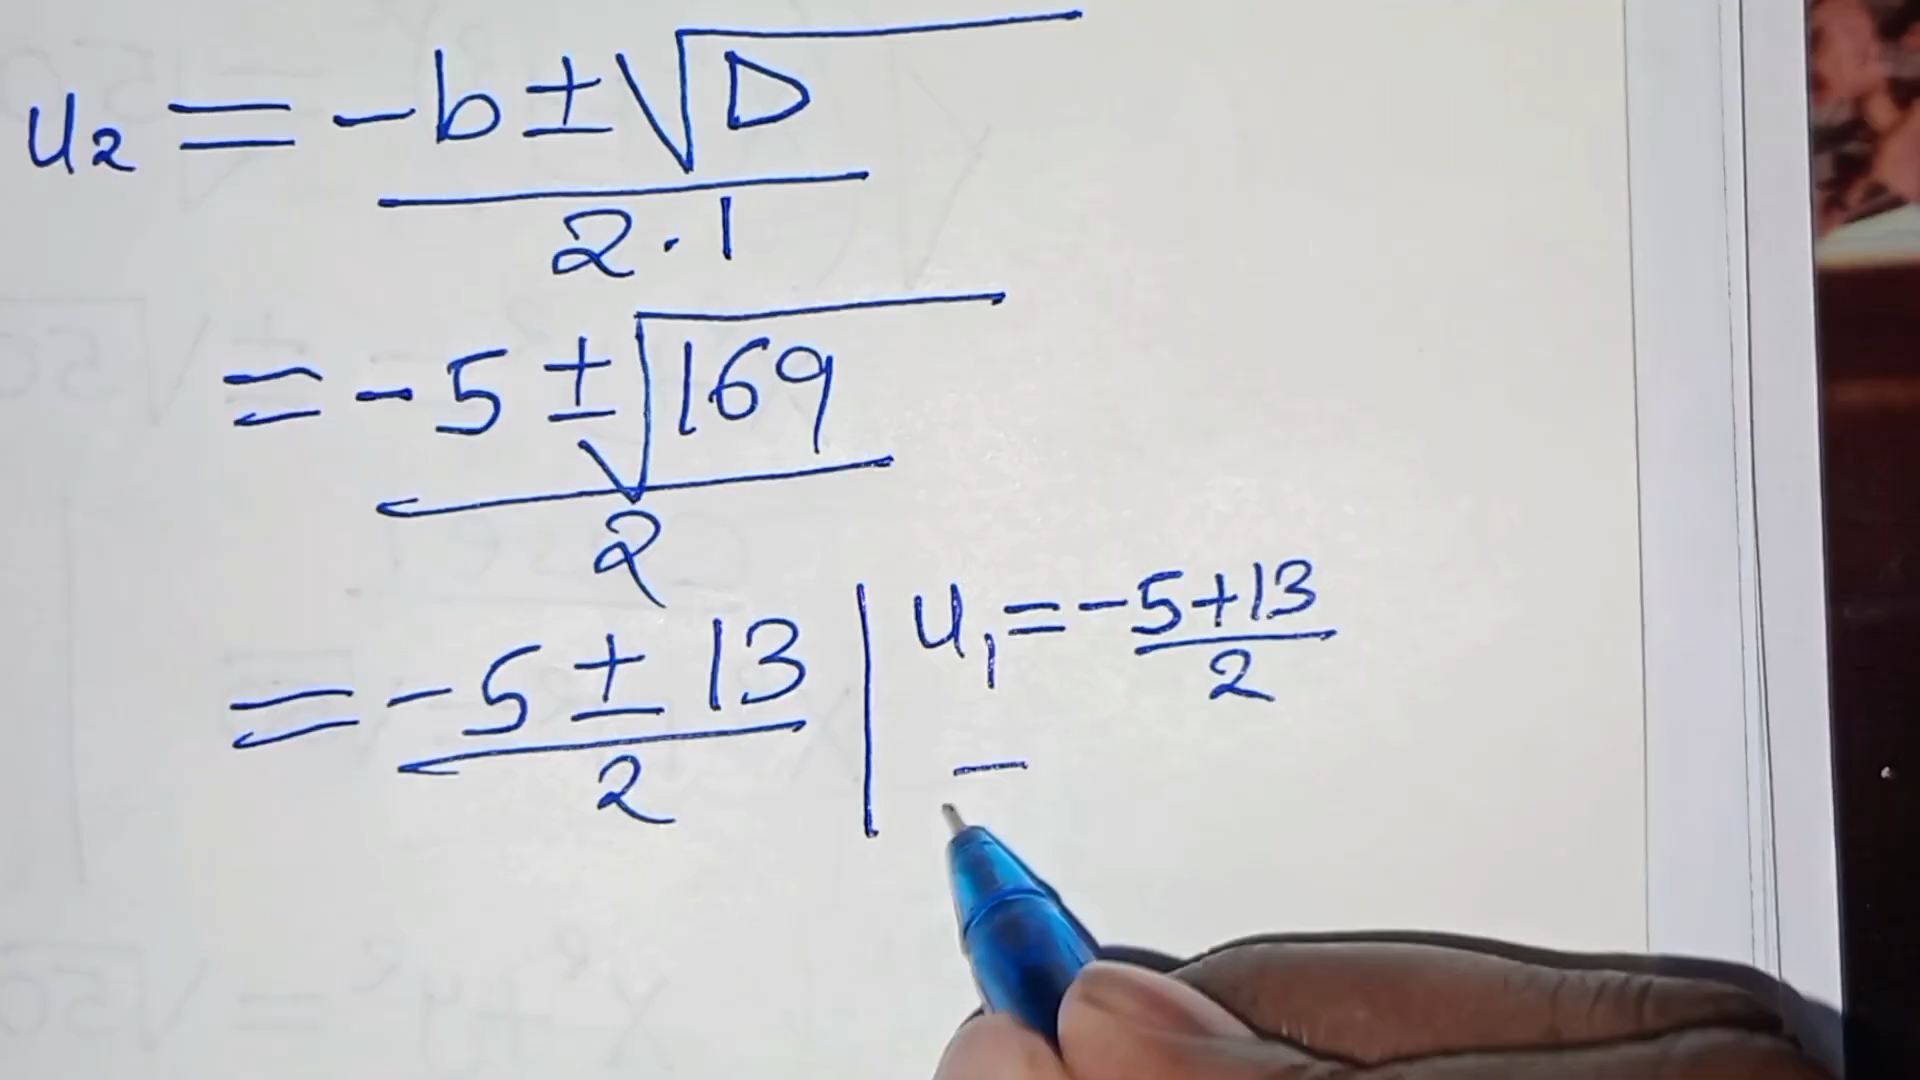 u₂ = -b ± √D
2 · 1
= -5 ± √169
2
= -5 ± 13
2
u₁ = -5+13
2